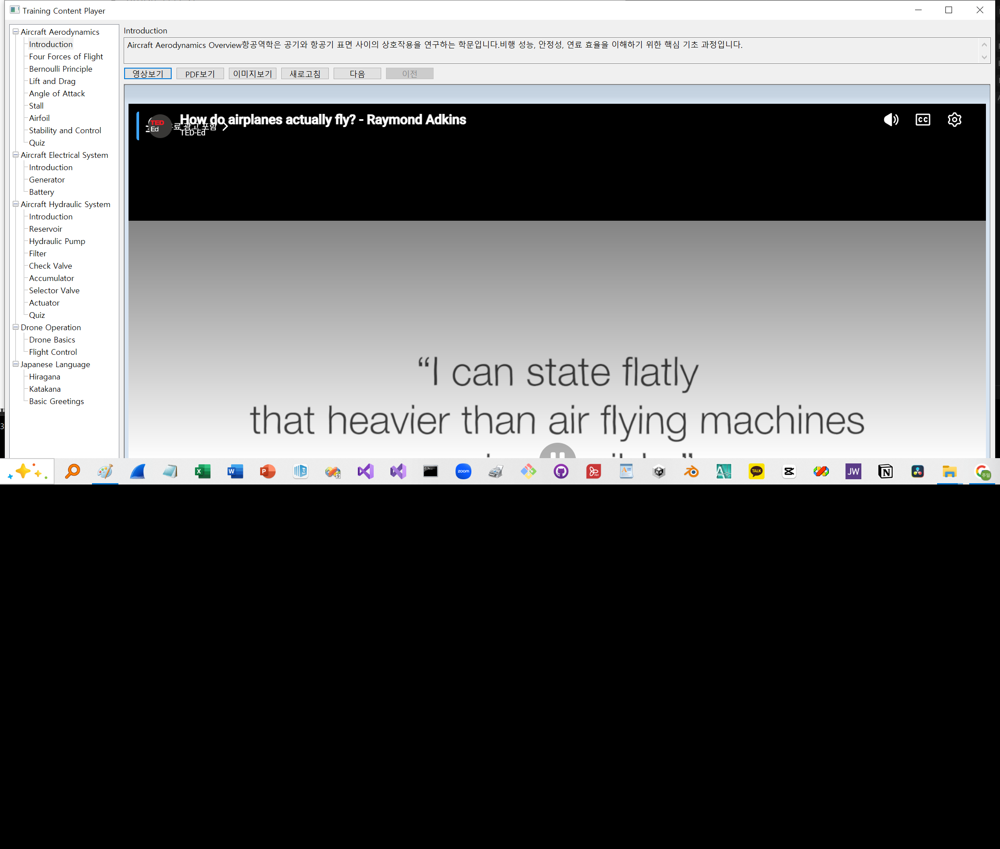 Training Content Player
Aircraft Aerodynamics
Introduction
Four Forces of Flight
Bernoulli Principle
Lift and Drag
Angle of Attack
Stall
Airfoil
Stability and Control
Quiz
Aircraft Electrical System
Introduction
Generator
Battery
Aircraft Hydraulic System
Introduction
Reservoir
Hydraulic Pump
Filter
Check Valve
Accumulator
Selector Valve
Actuator
Quiz
Drone Operation
Drone Basics
Flight Control
Japanese Language
Hiragana
Katakana
Basic Greetings
Introduction
Aircraft Aerodynamics Overview항공역학은 공기와 항공기 표면 사이의 상호작용을 연구하는 학문입니다.비행 성능, 안정성, 연료 효율을 이해하기 위한 핵심 기초 과정입니다.
영상보기 PDF보기 이미지보기 새로고침 다음 이전
TED Ed
How do airplanes actually fly? - Raymond Adkins
광고 포함
TED-Ed
CC
“I can state flatly
that heavier than air flying machines
X W P 9 zoom PDF A TALK JW N 주일